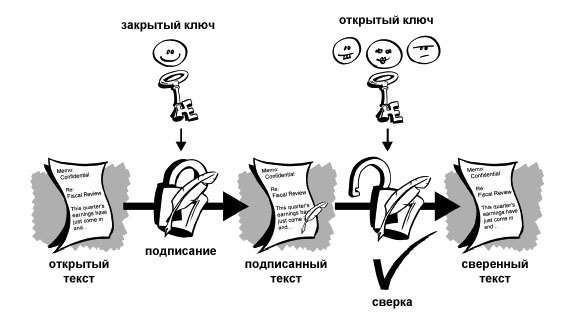 закрытый ключ
открытый ключ
Memo:
Confidential
Re:
Fiscal Review
This quarter's
earnings have
just come in
and...
Memo:
Confidential
Re:
Fiscal Review
This quarter's
earnings have
just come in
and...
Memo:
Confidential
Re:
Fiscal Review
This quarter's
earnings have
just come in
and...
открытый
текст
подписание
подписанный
текст
сверка
сверенный
текст